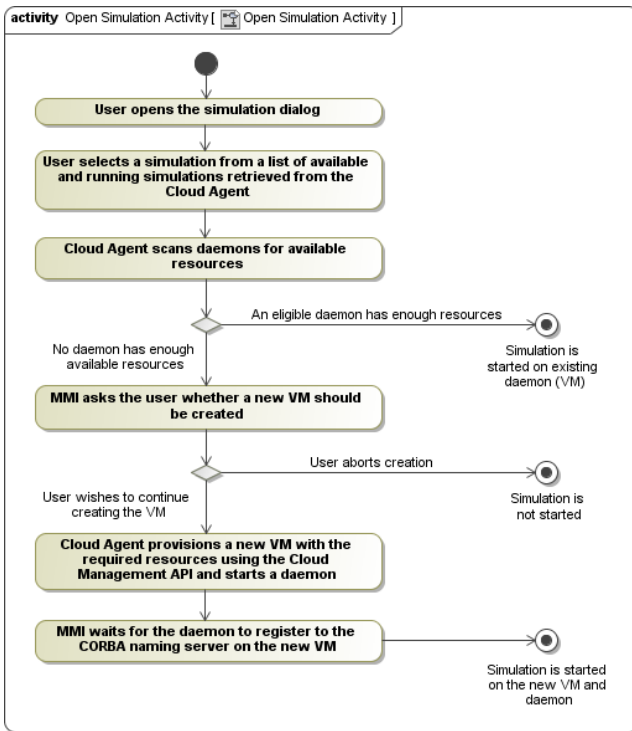 activity Open Simulation Activity [ Open Simulation Activity ]
User opens the simulation dialog
User selects a simulation from a list of available
and running simulations retrieved from the
Cloud Agent
Cloud Agent scans daemons for available
resources
An eligible daemon has enough resources
Simulation is
started on existing
daemon (VM)
No daemon has enough
available resources
MMI asks the user whether a new VM should
be created
User aborts creation
Simulation is
not started
User wishes to continue
creating the VM
Cloud Agent provisions a new VM with the
required resources using the Cloud
Management API and starts a daemon
MMI waits for the daemon to register to the
CORBA naming server on the new VM
Simulation is started
on the new VM and
daemon